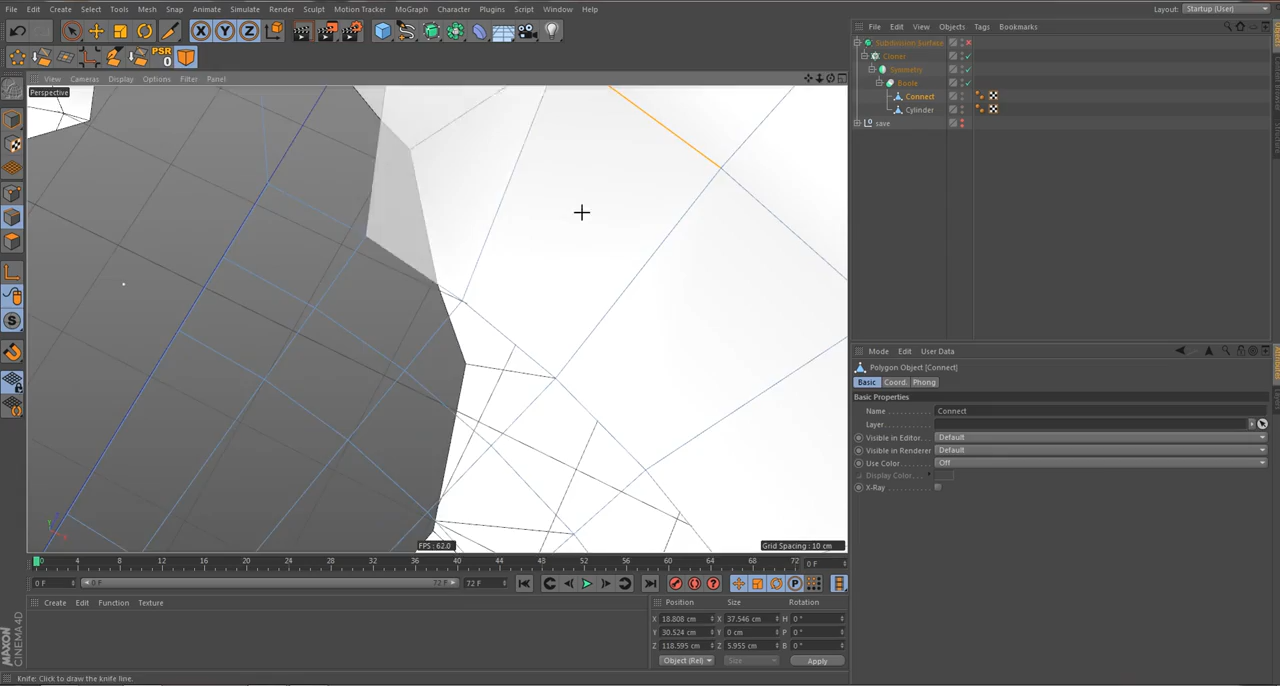 File Edit Create Select Tools Mesh Snap Animate Simulate Render Sculpt Motion Tracker MoGraph Character Plugins Script Window Help Layout: Startup (User)
X Y Z
PSR
0
File Edit View Objects Tags Bookmarks
Subdivision Surface
Cloner
Symmetry
Boole
Connect
Cylinder
save
View Cameras Display Options Filter Panel
Perspective
FPS : 62.0
Grid Spacing : 10 cm
Mode Edit User Data
Polygon Object [Connect]
Basic Coord. Phong
Basic Properties
Name Connect
Layer
Visible in Editor Default
Visible in Renderer Default
Use Color Off
Display Color
X-Ray
0 4 8 12 16 20 24 28 32 36 40 44 48 52 56 60 64 68 72 0 F
0 F 0 F 72 F 72 F
Create Edit Function Texture
Position Size Rotation
X 18.808 cm X 37.546 cm H 0 °
Y 30.524 cm Y 0 cm P 0 °
Z 118.595 cm Z 5.955 cm B 0 °
Object (Rel) Size Apply
MAXON
CINEMA 4D
Knife: Click to draw the knife line.